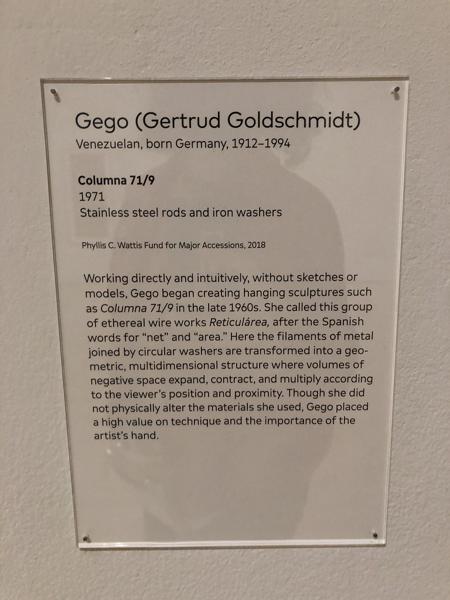 Gego (Gertrud Goldschmidt)
Venezuelan, born Germany, 1912–1994
Columna 71/9
1971
Stainless steel rods and iron washers
Phyllis C. Wattis Fund for Major Accessions, 2018
Working directly and intuitively, without sketches or
models, Gego began creating hanging sculptures such
as Columna 71/9 in the late 1960s. She called this group
of ethereal wire works Reticulárea, after the Spanish
words for “net” and “area.” Here the filaments of metal
joined by circular washers are transformed into a geo-
metric, multidimensional structure where volumes of
negative space expand, contract, and multiply according
to the viewer’s position and proximity. Though she did
not physically alter the materials she used, Gego placed
a high value on technique and the importance of the
artist’s hand.